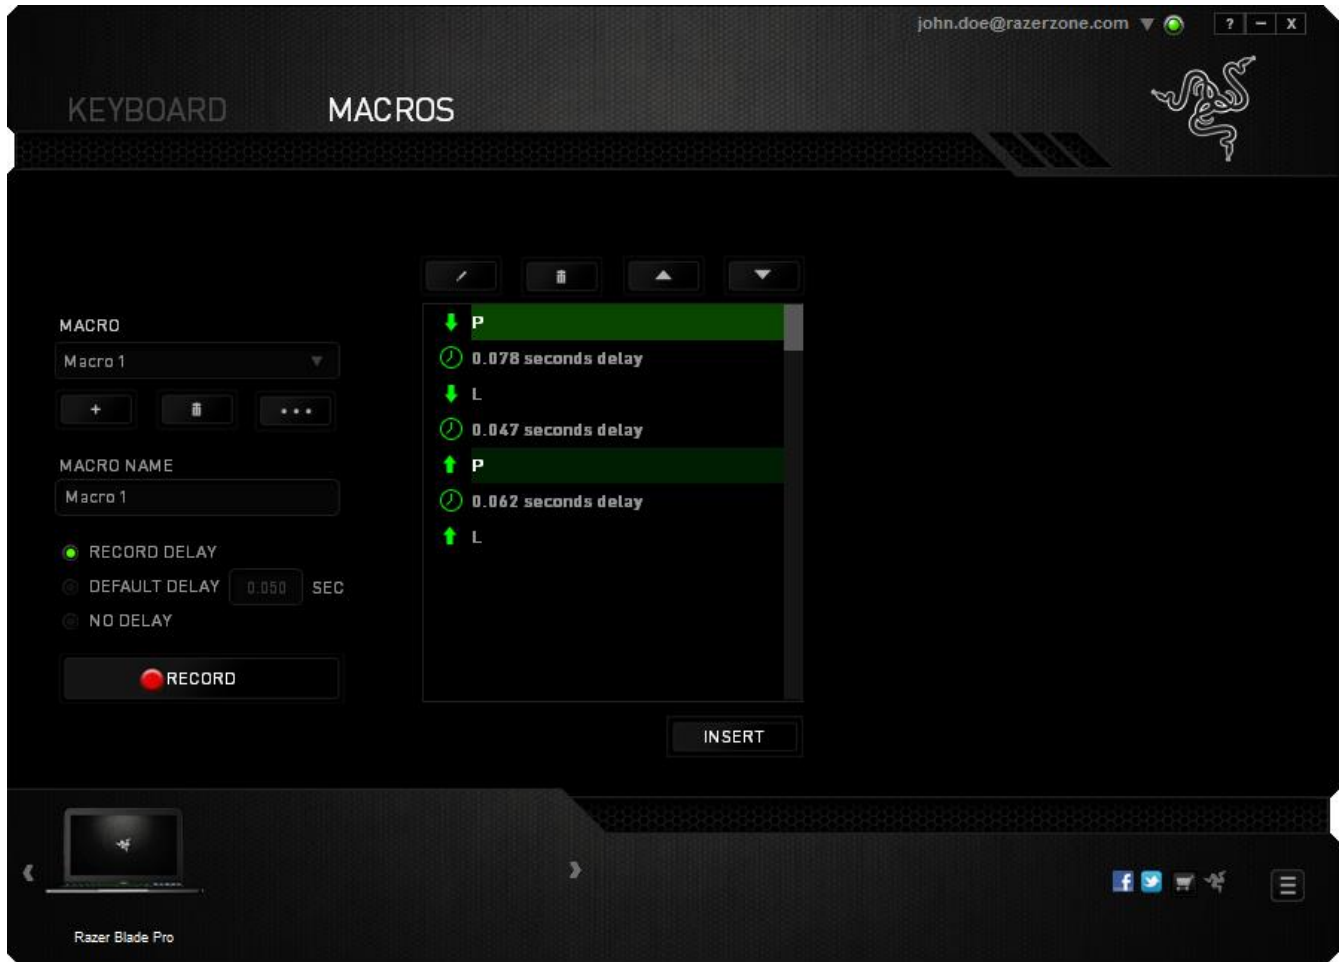 john.doe@razerzone.com
? – X
KEYBOARD MACROS
MACRO
Macro 1
+
...
MACRO NAME
Macro 1
RECORD DELAY
DEFAULT DELAY 0.050 SEC
NO DELAY
RECORD
P
0.078 seconds delay
L
0.047 seconds delay
P
0.062 seconds delay
L
INSERT
Razer Blade Pro